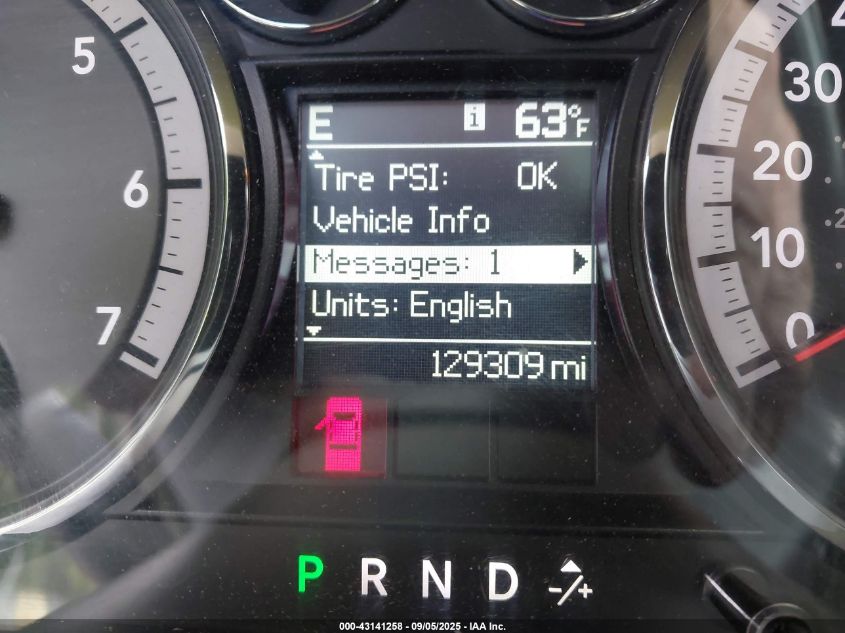 E i 63°F
Tire PSI: OK
Vehicle Info
Messages: 1
Units: English
129309 mi
5
6
7
30
20
10
0
P R N D -/+
000-43141258 - 09/05/2025 - IAA Inc.